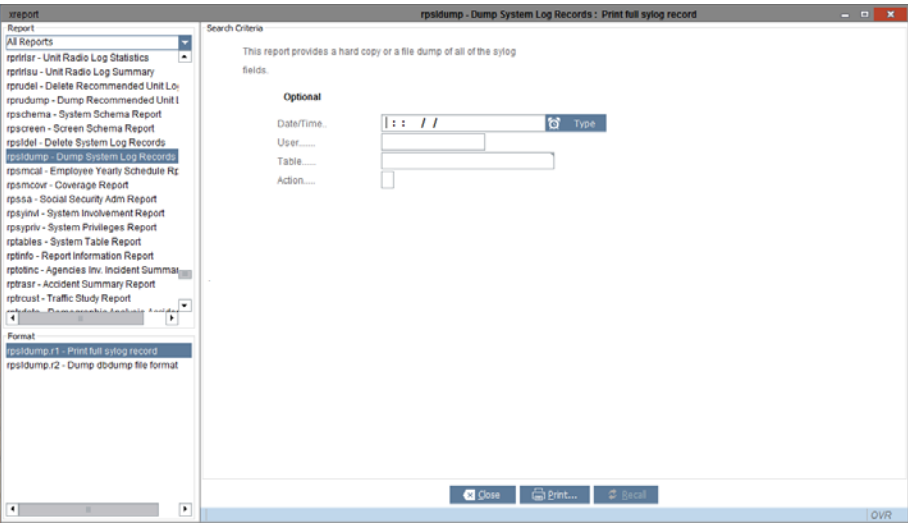 xreport
rpsldump - Dump System Log Records : Print full sylog record
Report
All Reports
rprlrlsr - Unit Radio Log Statistics
rprlrlsu - Unit Radio Log Summary
rprudel - Delete Recommended Unit Lo
rprudump - Dump Recommended Unit L
rpschema - System Schema Report
rpscreen - Screen Schema Report
rpsldel - Delete System Log Records
rpsldump - Dump System Log Records
rpsmcal - Employee Yearly Schedule Rp
rpsmcovr - Coverage Report
rpssa - Social Security Adm Report
rpsyinvl - System Involvement Report
rpsypriv - System Privileges Report
rptables - System Table Report
rptinfo - Report Information Report
rptotinc - Agencies Inv. Incident Summar
rptrasr - Accident Summary Report
rptrcust - Traffic Study Report
Format
rpsldump.r1 - Print full sylog record
rpsldump.r2 - Dump dbdump file format
Search Criteria
This report provides a hard copy or a file dump of all of the sylog
fields.
Optional
Date/Time.. : : / / Type
User......
Table.....
Action.....
Close Print... Recall
OVR